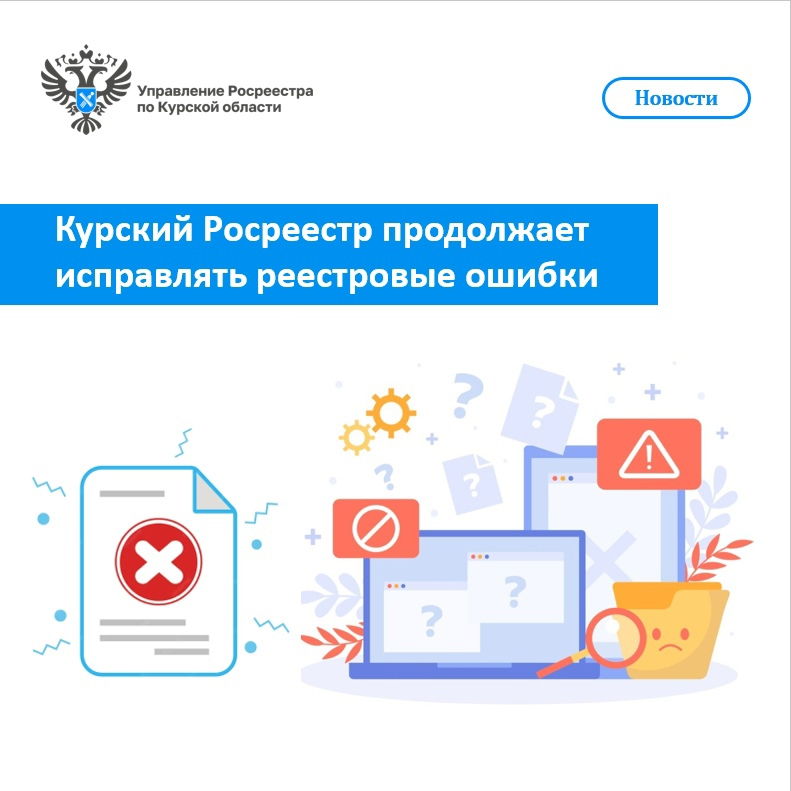 Управление Росреестра
по Курской области
Новости
Курский Росреестр продолжает
исправлять реестровые ошибки
?
?
?
?
!
?
?